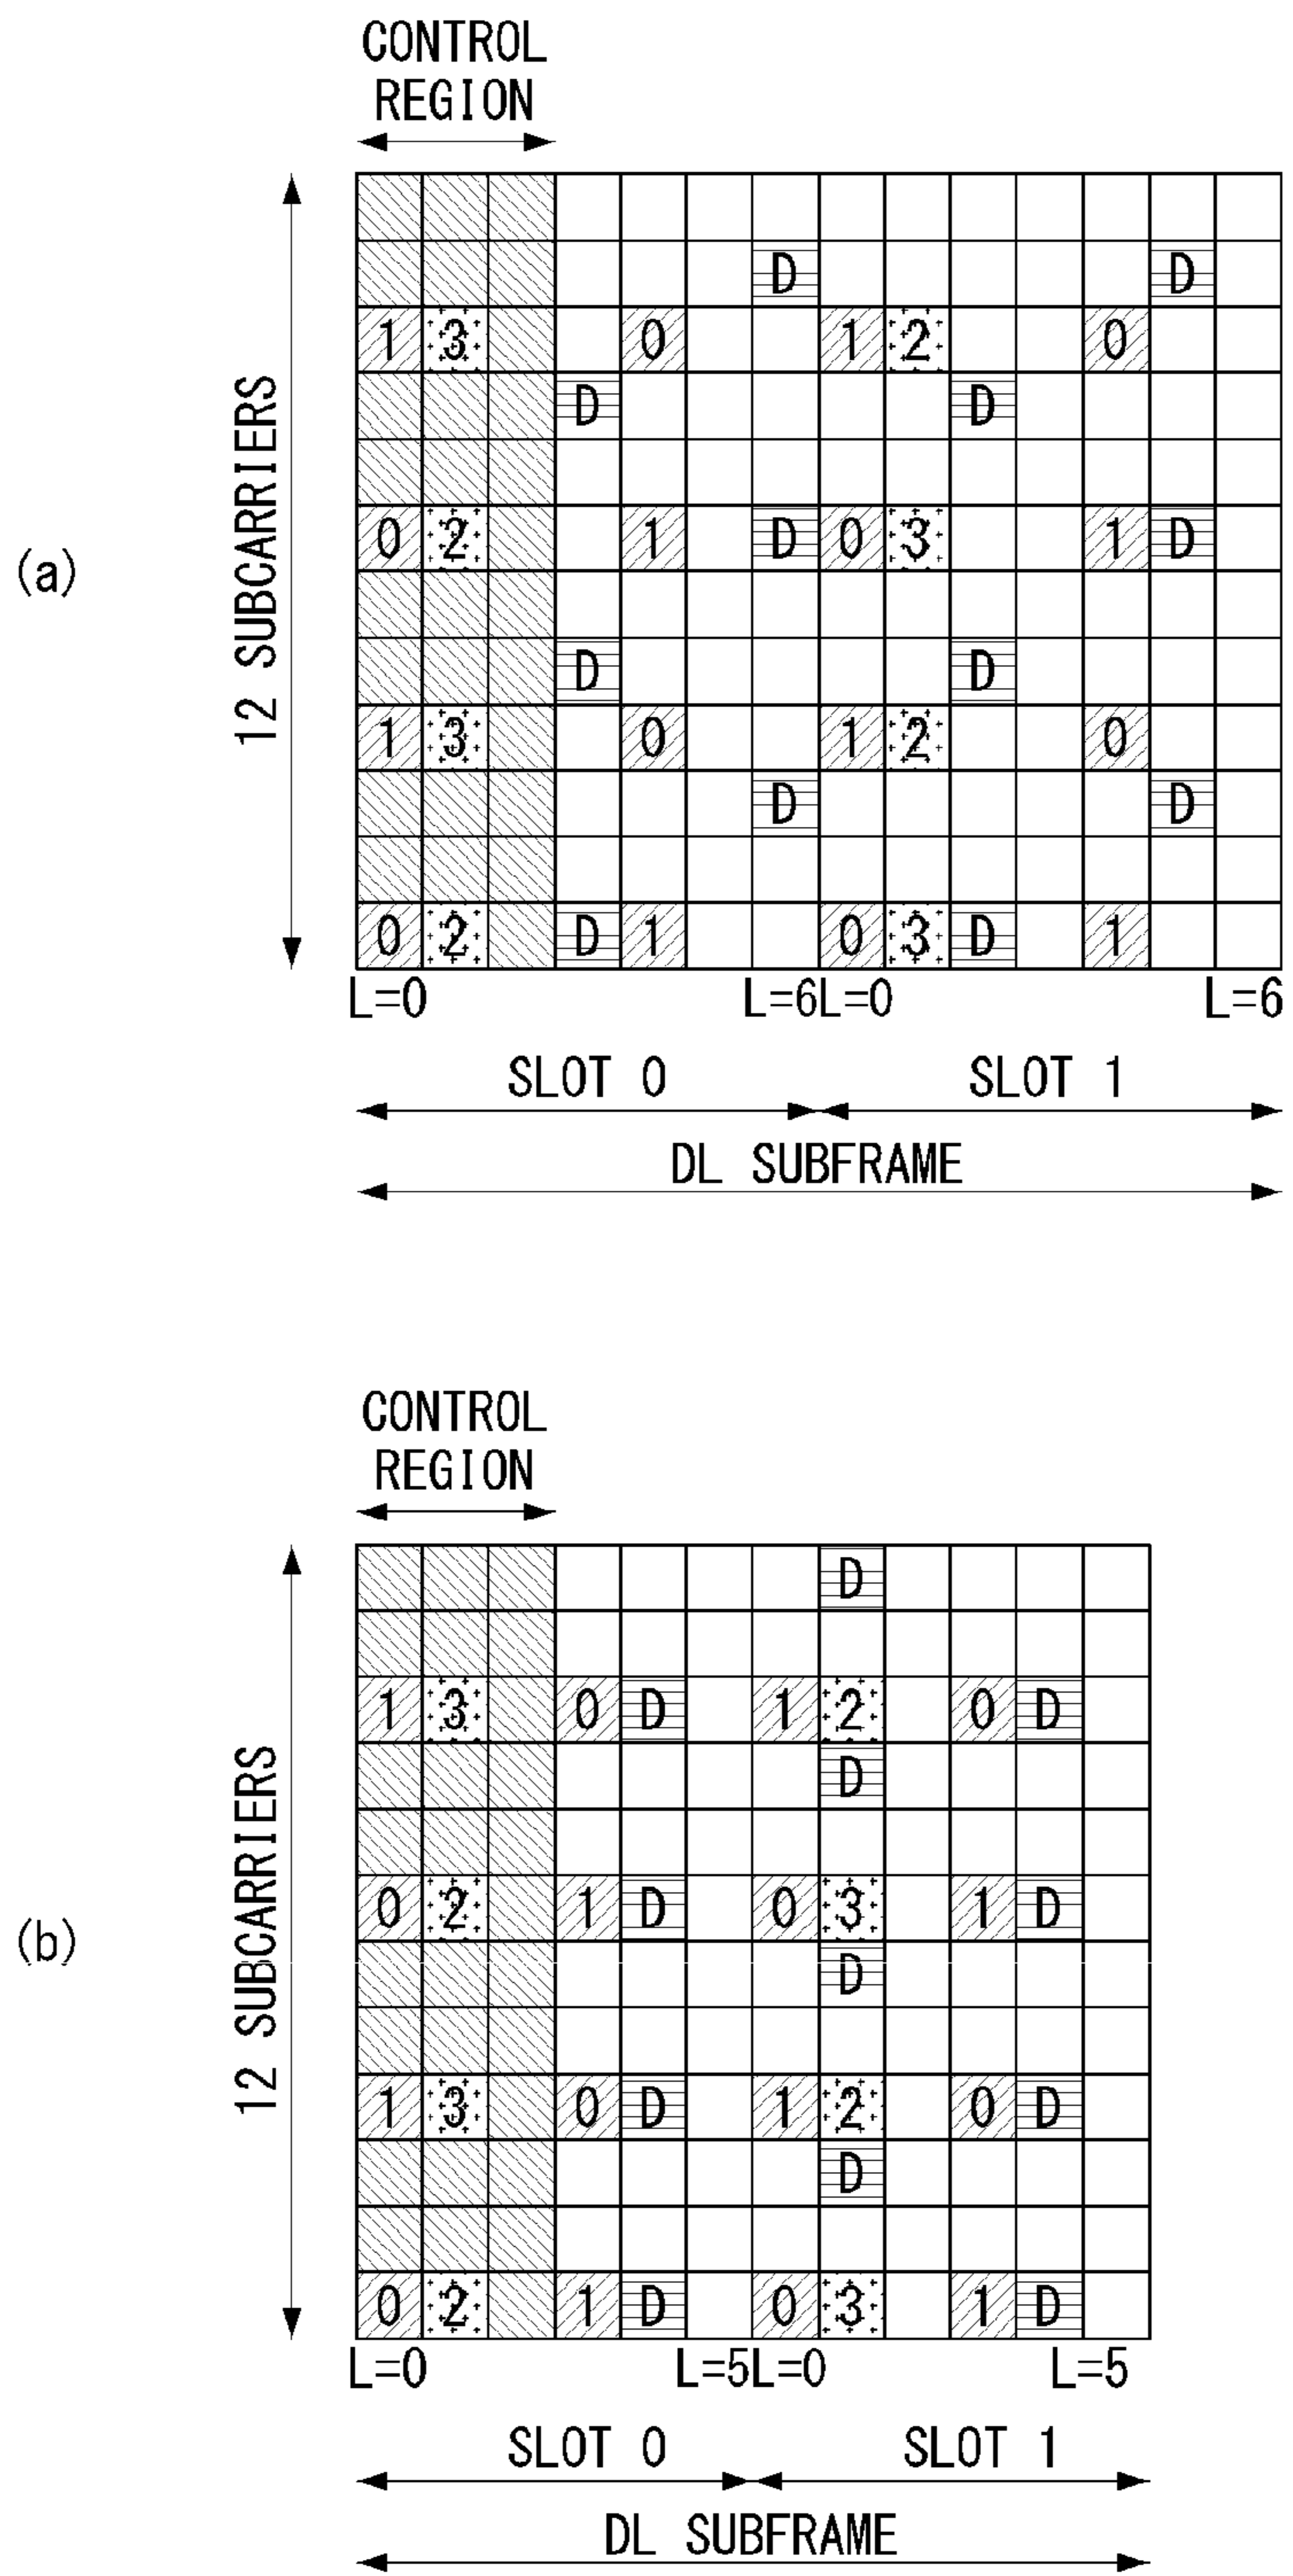 CONTROL
REGION
D D
1 3 0 1 2 0
D D
0 2 1 D 0 3 1 D
D D
1 3 0 1 2 0
D D
0 2 D 1 0 3 D 1
12 SUBCARRIERS
(a)
L=0 L=6 L=0 L=6
SLOT 0 SLOT 1
DL SUBFRAME
CONTROL
REGION
D
1 3 0 D 1 2 0 D
D
0 2 1 D 0 3 1 D
D
1 3 0 D 1 2 0 D
D
0 2 1 D 0 3 1 D
12 SUBCARRIERS
(b)
L=0 L=5 L=0 L=5
SLOT 0 SLOT 1
DL SUBFRAME